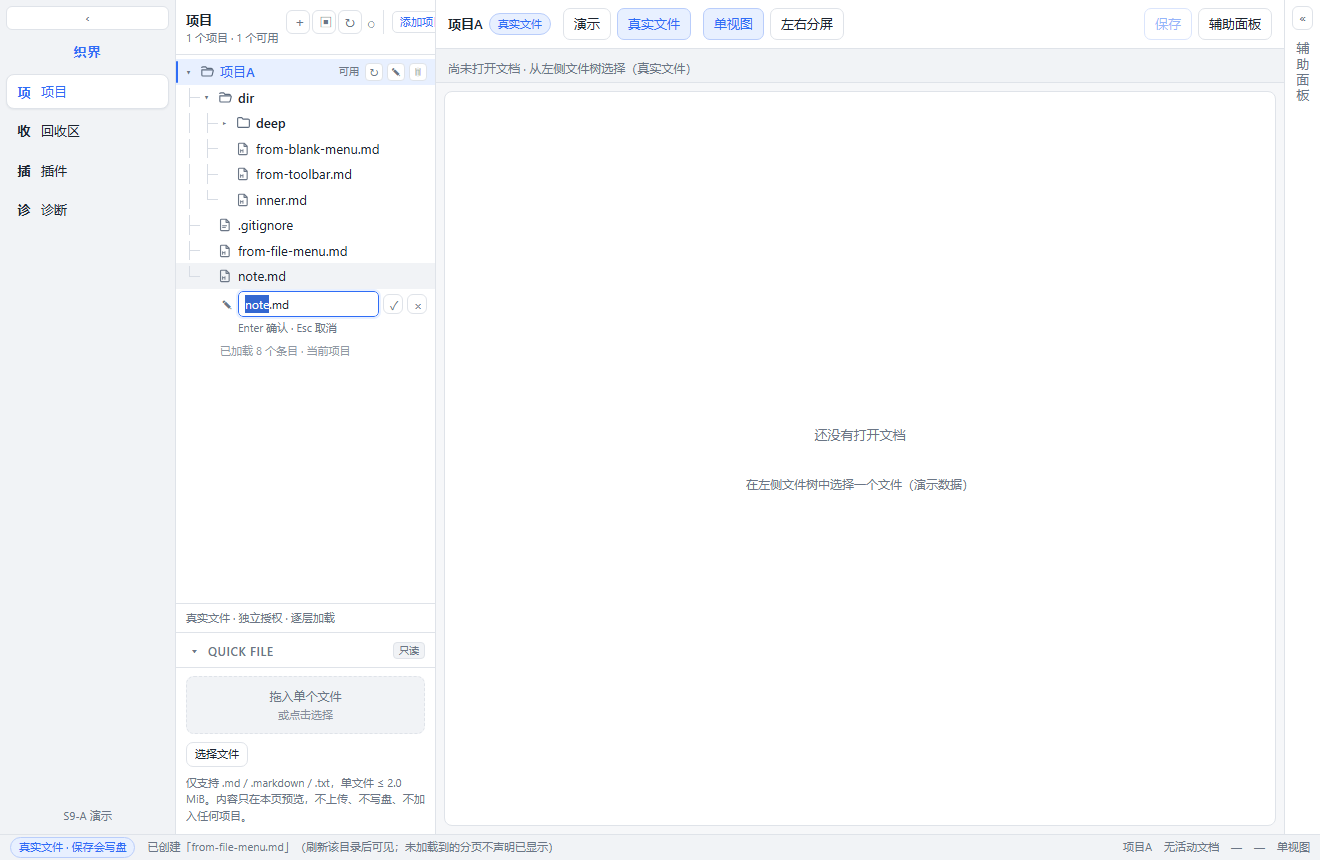 ‹
织界
项 项目
收 回收区
插 插件
诊 诊断
S9-A 演示
项目
1 个项目 · 1 个可用
+ ↻ ○ 添加项
项目A 可用 ↻
dir
deep
from-blank-menu.md
from-toolbar.md
inner.md
.gitignore
from-file-menu.md
note.md
note.md ✓ ×
Enter 确认 · Esc 取消
已加载 8 个条目 · 当前项目
真实文件 · 独立授权 · 逐层加载
QUICK FILE 只读
拖入单个文件
或点击选择
选择文件
仅支持 .md / .markdown / .txt，单文件 ≤ 2.0
MiB。内容只在本页预览，不上传、不写盘、不加
入任何项目。
项目A 真实文件 演示 真实文件 单视图 左右分屏 保存 辅助面板
尚未打开文档 · 从左侧文件树选择（真实文件）
还没有打开文档
在左侧文件树中选择一个文件（演示数据）
«
辅
助
面
板
真实文件 · 保存会写盘 已创建「from-file-menu.md」（刷新该目录后可见；未加载到的分页不声明已显示） 项目A 无活动文档 — — 单视图